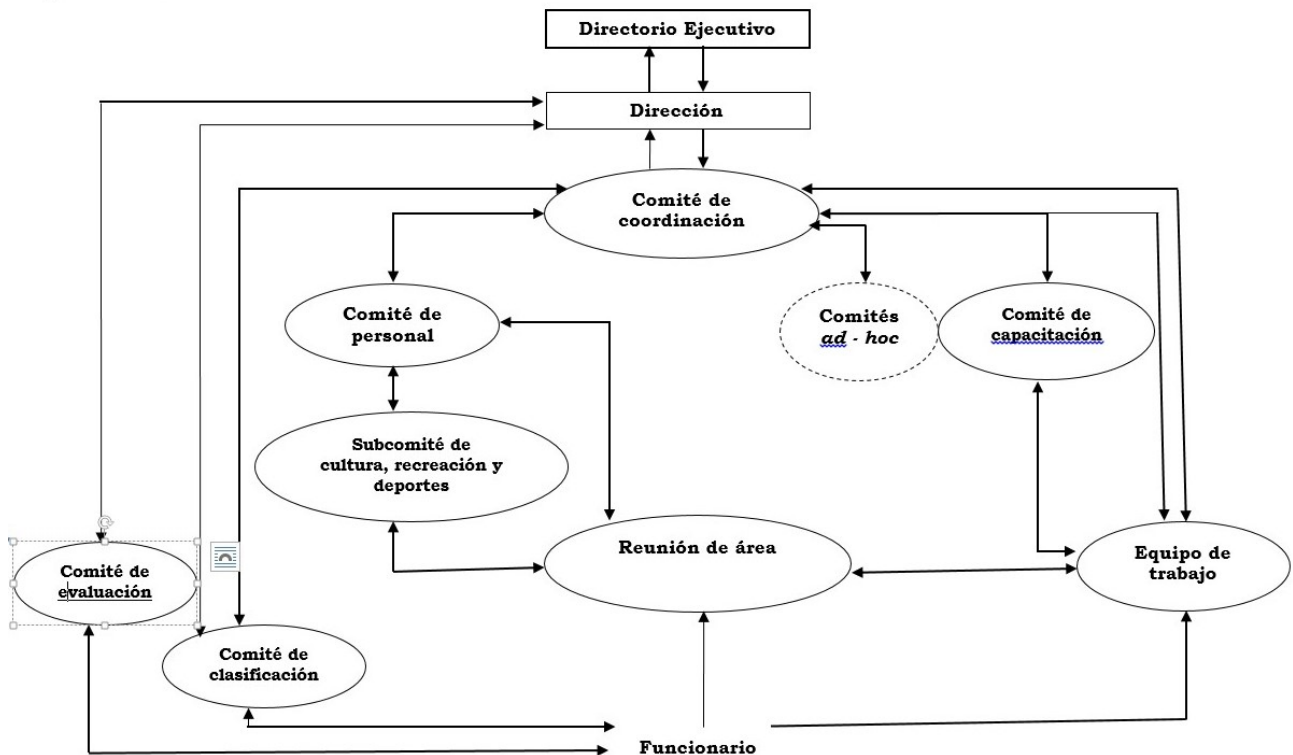 Directorio Ejecutivo
Dirección
Comité de
coordinación
Comité de
personal
Comités
ad - hoc
Comité de
capacitación
Subcomité de
cultura, recreación y
deportes
Reunión de área
Equipo de
trabajo
Comité de
evaluación
Comité de
clasificación
Funcionario